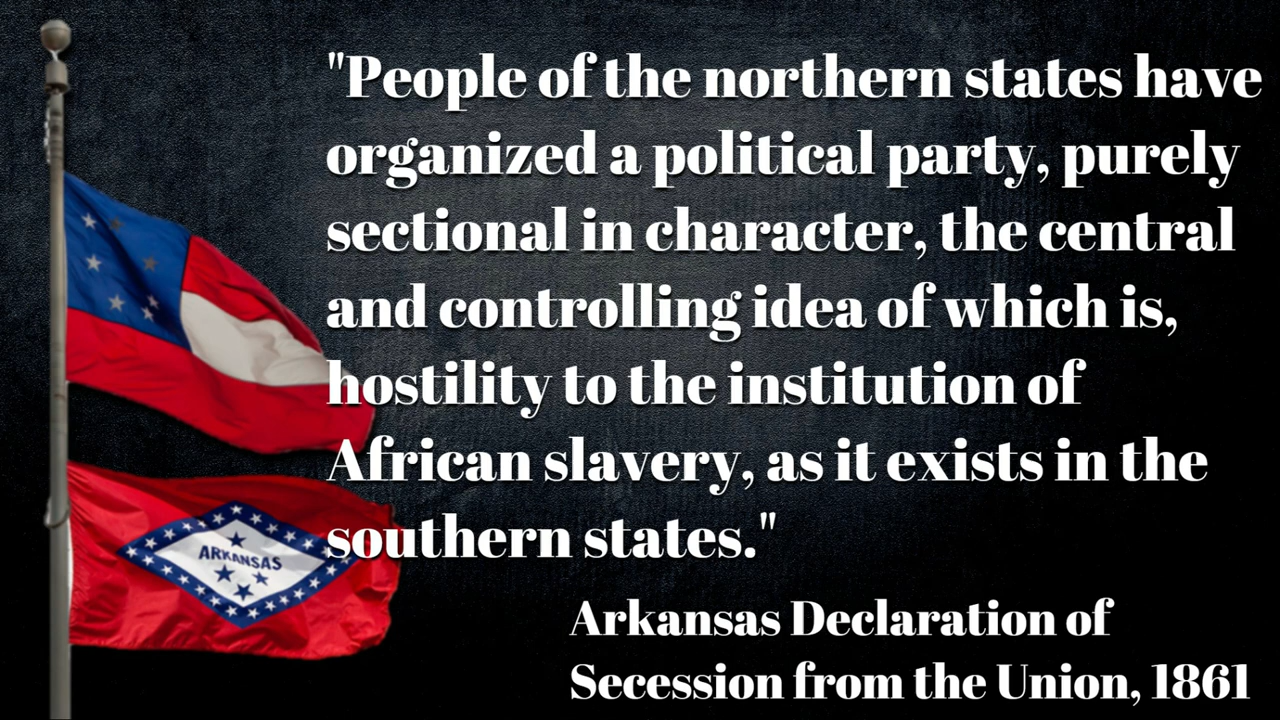 "People of the northern states have
organized a political party, purely
sectional in character, the central
and controlling idea of which is,
hostility to the institution of
African slavery, as it exists in the
southern states."
ARKANSAS
Arkansas Declaration of
Secession from the Union, 1861